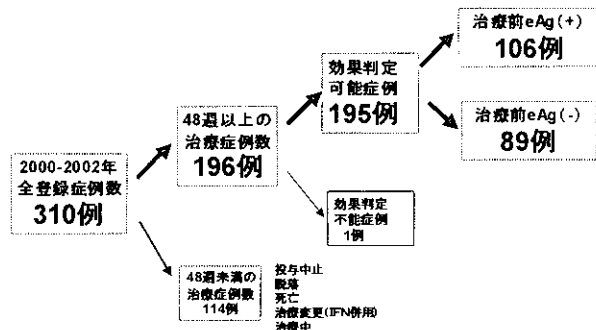 2000-2002年
全登録症例数
310例
48週以上の
治療症例数
196例
48週未満の
治療症例数
114例
投与中止
脱落
死亡
治療変更(IFN併用)
治療中
効果判定
可能症例
195例
効果判定
不能症例
1例
治療前eAg(+)
106例
治療前eAg(-)
89例